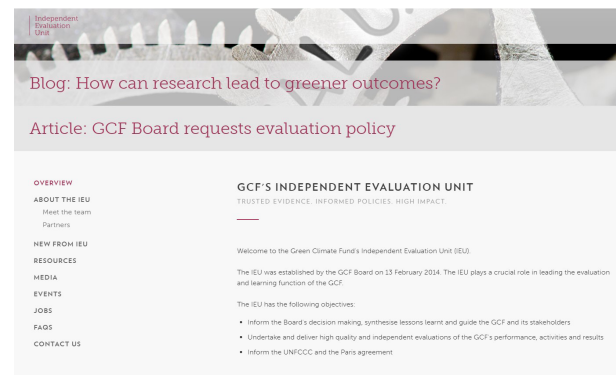 Independent
Evaluation
Unit
Blog: How can research lead to greener outcomes?
Article: GCF Board requests evaluation policy
OVERVIEW
ABOUT THE IEU
Meet the team
Partners
NEW FROM IEU
RESOURCES
MEDIA
EVENTS
JOBS
FAQS
CONTACT US
GCF'S INDEPENDENT EVALUATION UNIT
TRUSTED EVIDENCE. INFORMED POLICIES. HIGH IMPACT.
Welcome to the Green Climate Fund's Independent Evaluation Unit (IEU).
The IEU was established by the GCF Board on 13 February 2014. The IEU plays a crucial role in leading the evaluation
and learning function of the GCF.
The IEU has the following objectives:
• Inform the Board's decision making, synthesise lessons learnt and guide the GCF and its stakeholders
• Undertake and deliver high quality and independent evaluations of the GCF's performance, activities and results
• Inform the UNFCCC and the Paris agreement